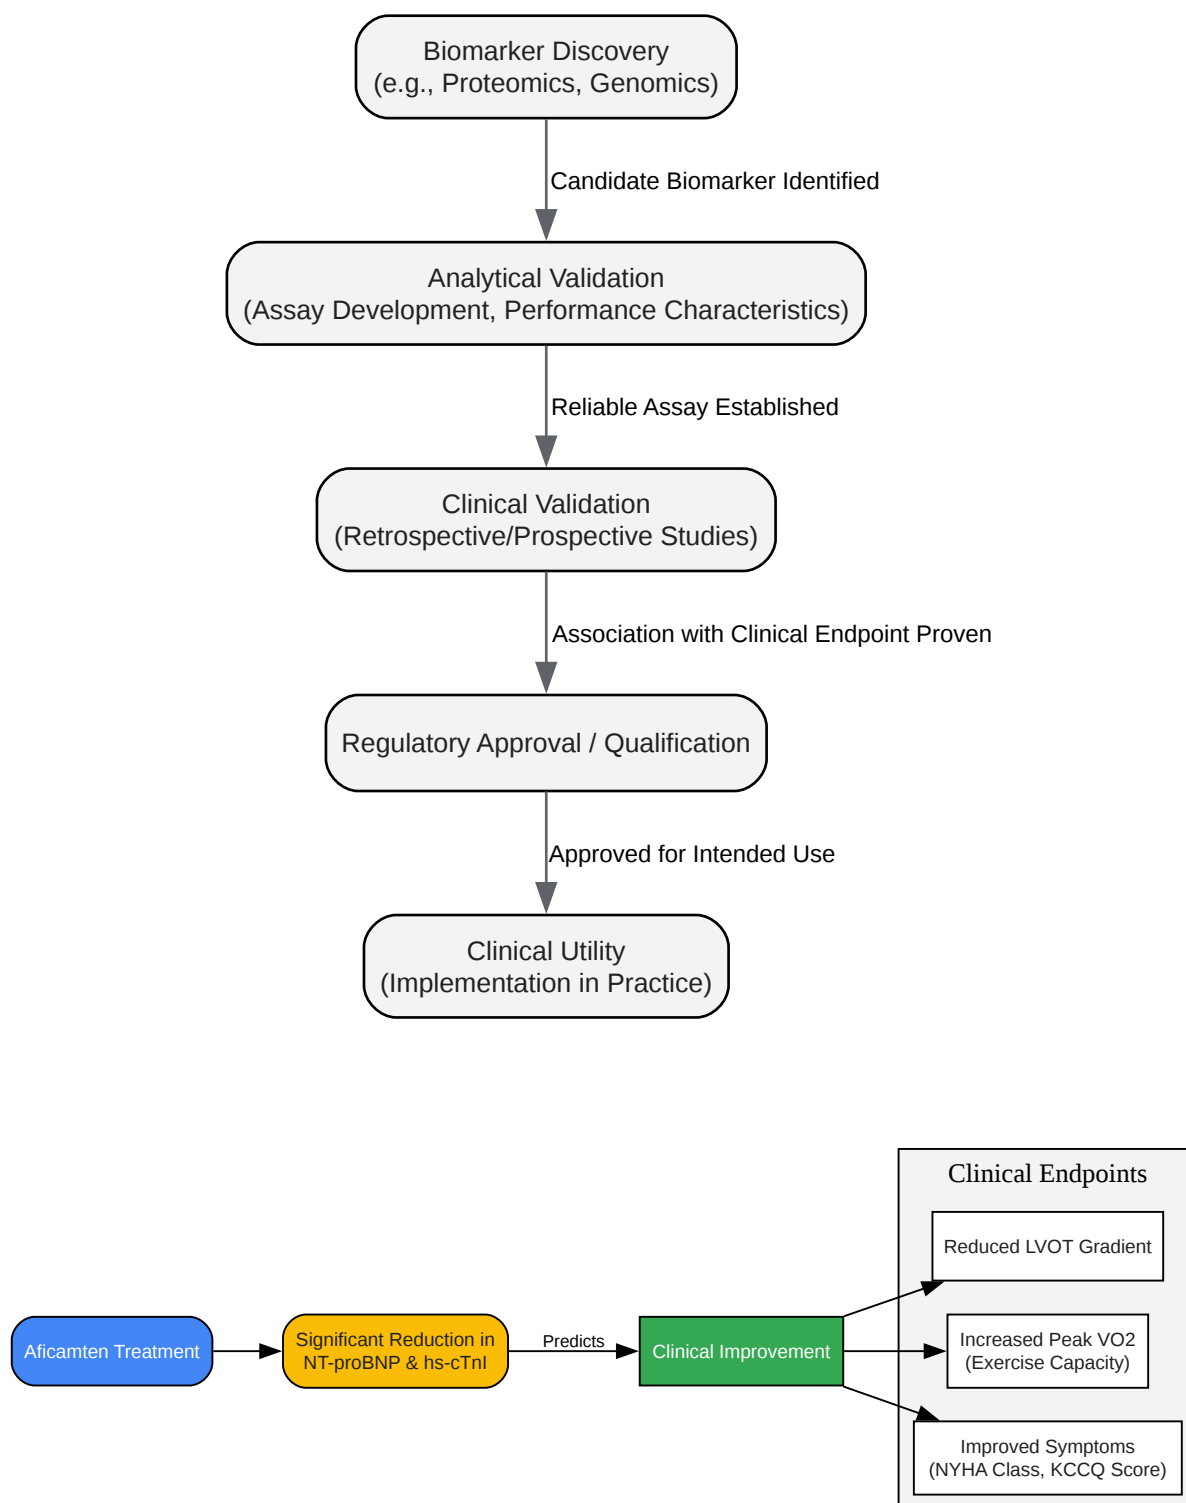 Biomarker Discovery
(e.g., Proteomics, Genomics)
Candidate Biomarker Identified
Analytical Validation
(Assay Development, Performance Characteristics)
Reliable Assay Established
Clinical Validation
(Retrospective/Prospective Studies)
Association with Clinical Endpoint Proven
Regulatory Approval / Qualification
Approved for Intended Use
Clinical Utility
(Implementation in Practice)
Aficamten Treatment
Significant Reduction in
NT-proBNP & hs-cTnI
Predicts
Clinical Improvement
Clinical Endpoints
Reduced LVOT Gradient
Increased Peak VO2
(Exercise Capacity)
Improved Symptoms
(NYHA Class, KCCQ Score)